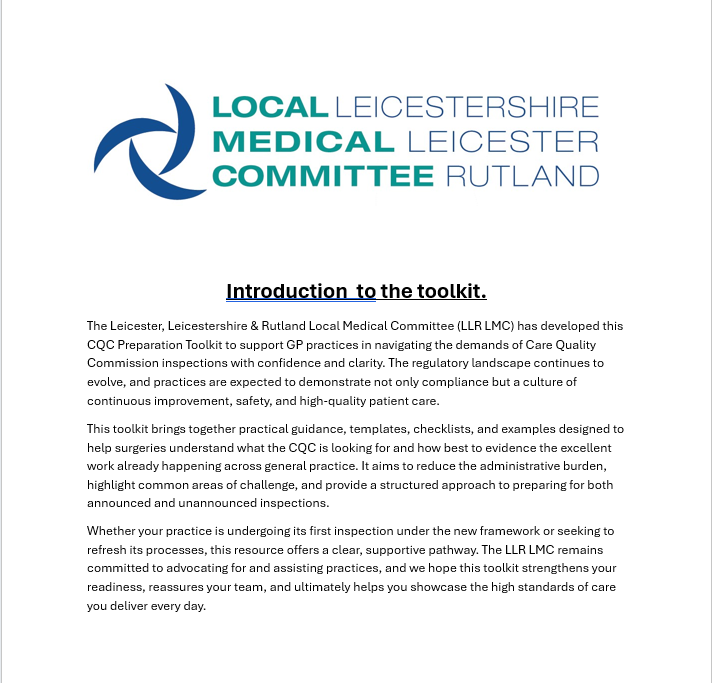 LOCAL LEICESTERSHIRE
MEDICAL LEICESTER
COMMITTEE RUTLAND
Introduction  to the toolkit.
The Leicester, Leicestershire & Rutland Local Medical Committee (LLR LMC) has developed this
CQC Preparation Toolkit to support GP practices in navigating the demands of Care Quality
Commission inspections with confidence and clarity. The regulatory landscape continues to
evolve, and practices are expected to demonstrate not only compliance but a culture of
continuous improvement, safety, and high-quality patient care.
This toolkit brings together practical guidance, templates, checklists, and examples designed to
help surgeries understand what the CQC is looking for and how best to evidence the excellent
work already happening across general practice. It aims to reduce the administrative burden,
highlight common areas of challenge, and provide a structured approach to preparing for both
announced and unannounced inspections.
Whether your practice is undergoing its first inspection under the new framework or seeking to
refresh its processes, this resource offers a clear, supportive pathway. The LLR LMC remains
committed to advocating for and assisting practices, and we hope this toolkit strengthens your
readiness, reassures your team, and ultimately helps you showcase the high standards of care
you deliver every day.